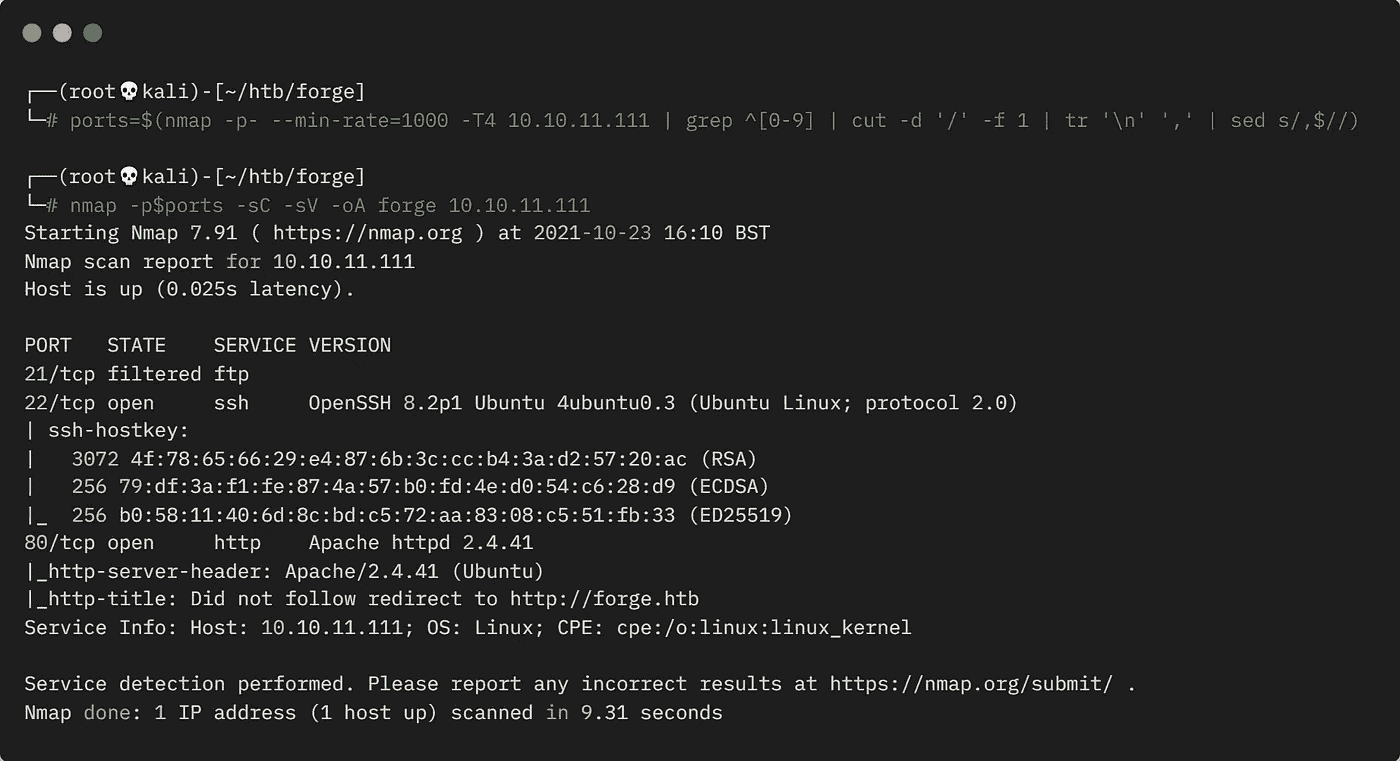 ┌──(root💀kali)-[~/htb/forge]
└─# ports=$(nmap -p- --min-rate=1000 -T4 10.10.11.111 | grep ^[0-9] | cut -d '/' -f 1 | tr '\n' ',' | sed s/,$//)
┌──(root💀kali)-[~/htb/forge]
└─# nmap -p$ports -sC -sV -oA forge 10.10.11.111
Starting Nmap 7.91 ( https://nmap.org ) at 2021-10-23 16:10 BST
Nmap scan report for 10.10.11.111
Host is up (0.025s latency).
PORT   STATE    SERVICE VERSION
21/tcp filtered ftp
22/tcp open     ssh     OpenSSH 8.2p1 Ubuntu 4ubuntu0.3 (Ubuntu Linux; protocol 2.0)
| ssh-hostkey:
|   3072 4f:78:65:66:29:e4:87:6b:3c:cc:b4:3a:d2:57:20:ac (RSA)
|   256 79:df:3a:f1:fe:87:4a:57:b0:fd:4e:d0:54:c6:28:d9 (ECDSA)
|_  256 b0:58:11:40:6d:8c:bd:c5:72:aa:83:08:c5:51:fb:33 (ED25519)
80/tcp open     http    Apache httpd 2.4.41
|_http-server-header: Apache/2.4.41 (Ubuntu)
|_http-title: Did not follow redirect to http://forge.htb
Service Info: Host: 10.10.11.111; OS: Linux; CPE: cpe:/o:linux:linux_kernel
Service detection performed. Please report any incorrect results at https://nmap.org/submit/ .
Nmap done: 1 IP address (1 host up) scanned in 9.31 seconds